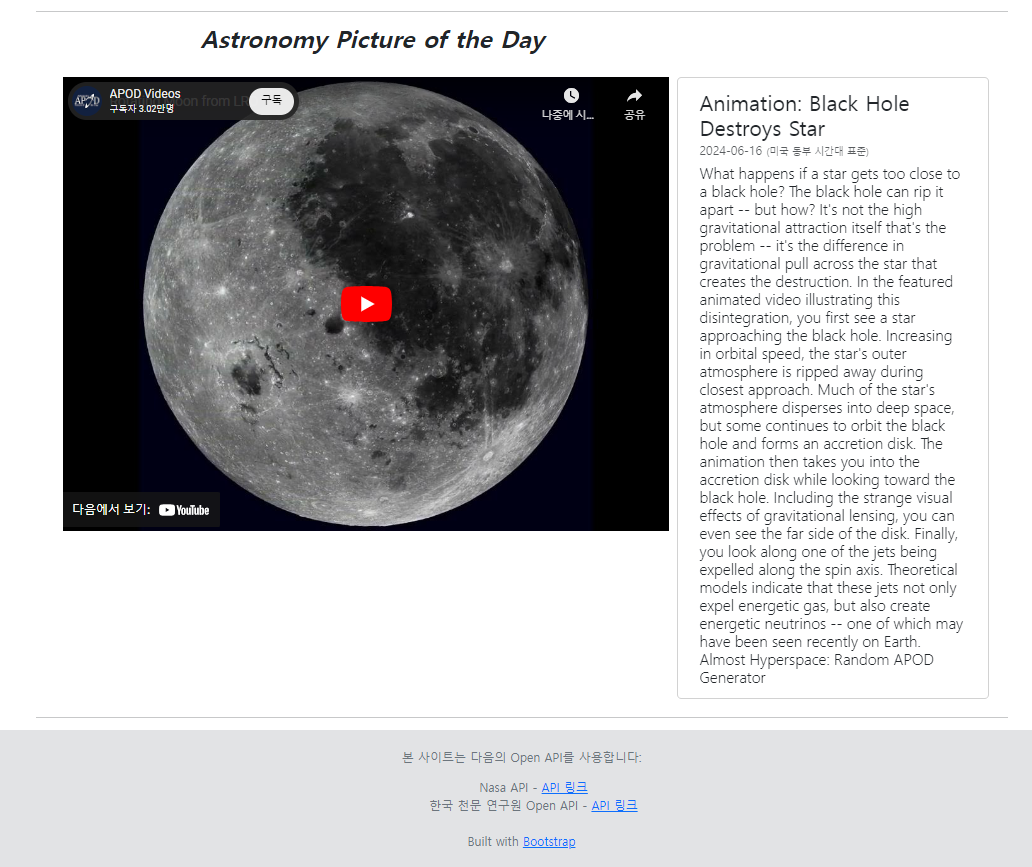 Astronomy Picture of the Day
APOD
APOD Videos
구독자 3.02만명
구독
나중에 시...
공유
다음에서 보기: YouTube
Animation: Black Hole
Destroys Star
2024-06-16 (미국 동부 시간대 표준)
What happens if a star gets too close to
a black hole? The black hole can rip it
apart -- but how? It's not the high
gravitational attraction itself that's the
problem -- it's the difference in
gravitational pull across the star that
creates the destruction. In the featured
animated video illustrating this
disintegration, you first see a star
approaching the black hole. Increasing
in orbital speed, the star's outer
atmosphere is ripped away during
closest approach. Much of the star's
atmosphere disperses into deep space,
but some continues to orbit the black
hole and forms an accretion disk. The
animation then takes you into the
accretion disk while looking toward the
black hole. Including the strange visual
effects of gravitational lensing, you can
even see the far side of the disk. Finally,
you look along one of the jets being
expelled along the spin axis. Theoretical
models indicate that these jets not only
expel energetic gas, but also create
energetic neutrinos -- one of which may
have been seen recently on Earth.
Almost Hyperspace: Random APOD
Generator
본 사이트는 다음의 Open API를 사용합니다:
Nasa API - API 링크
한국 천문 연구원 Open API - API 링크
Built with Bootstrap